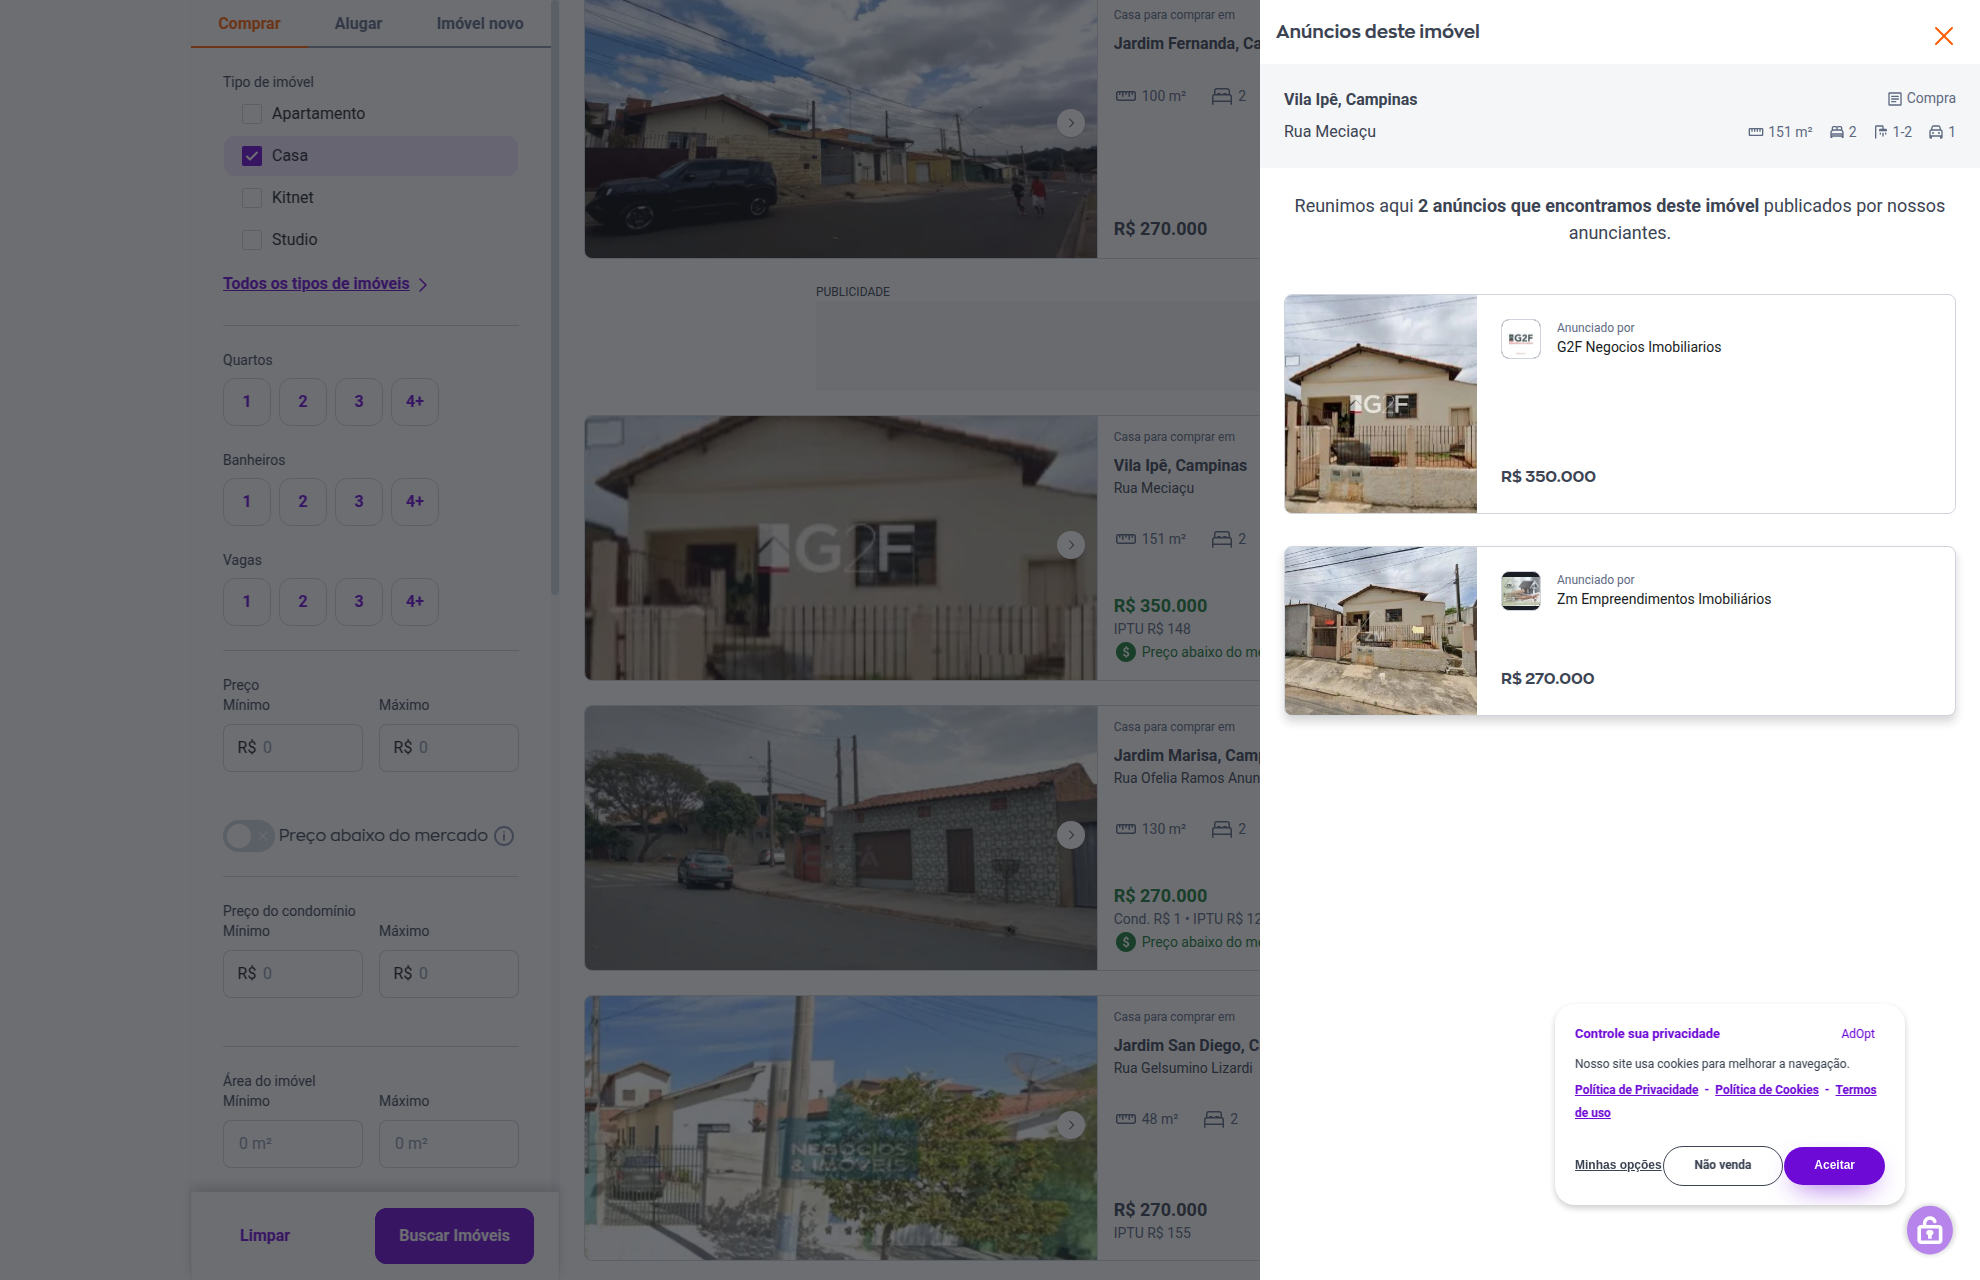 Comprar
Alugar
Imóvel novo
Tipo de imóvel
Apartamento
Casa
Kitnet
Studio
Todos os tipos de imóveis
Quartos
1
2
3
4+
Banheiros
1
2
3
4+
Vagas
1
2
3
4+
Preço
Mínimo
Máximo
R$ 0
R$ 0
Preço abaixo do mercado
Preço do condomínio
Mínimo
Máximo
R$ 0
R$ 0
Área do imóvel
Mínimo
Máximo
0 m²
0 m²
Limpar
Buscar Imóveis
Casa para comprar em
Jardim Fernanda, Ca
100 m²
2
R$ 270.000
PUBLICIDADE
G2F
Casa para comprar em
Vila Ipê, Campinas
Rua Meciaçu
151 m²
2
R$ 350.000
IPTU R$ 148
Preço abaixo do m
Casa para comprar em
Jardim Marisa, Cam
Rua Ofelia Ramos Anun
130 m²
2
R$ 270.000
Cond. R$ 1 • IPTU R$ 12
Preço abaixo do m
NEGÓCIOS
& IMÓVEIS
Casa para comprar em
Jardim San Diego, C
Rua Gelsumino Lizardi
48 m²
2
R$ 270.000
IPTU R$ 155
Anúncios deste imóvel
Vila Ipê, Campinas
Compra
Rua Meciaçu
151 m²
2
1-2
1
Reunimos aqui 2 anúncios que encontramos deste imóvel publicados por nossos
anunciantes.
G2F
G2F
Anunciado por
G2F Negocios Imobiliarios
R$ 350.000
Anunciado por
Zm Empreendimentos Imobiliários
R$ 270.000
Controle sua privacidade
AdOpt
Nosso site usa cookies para melhorar a navegação.
Política de Privacidade - Política de Cookies - Termos
de uso
Minhas opções
Não venda
Aceitar